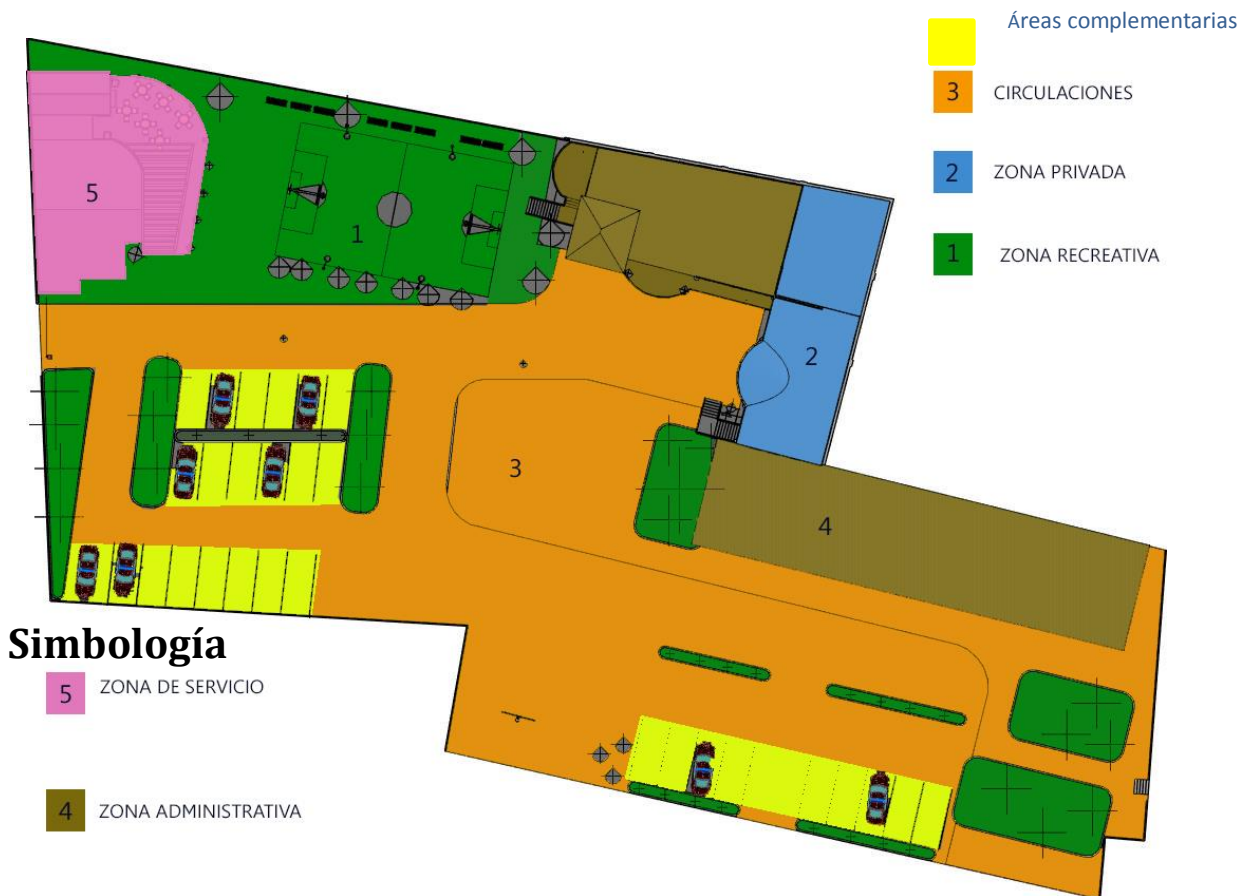 Áreas complementarias
3 CIRCULACIONES
2 ZONA PRIVADA
1 ZONA RECREATIVA
5
1
2
3
4
Simbología
5 ZONA DE SERVICIO
4 ZONA ADMINISTRATIVA